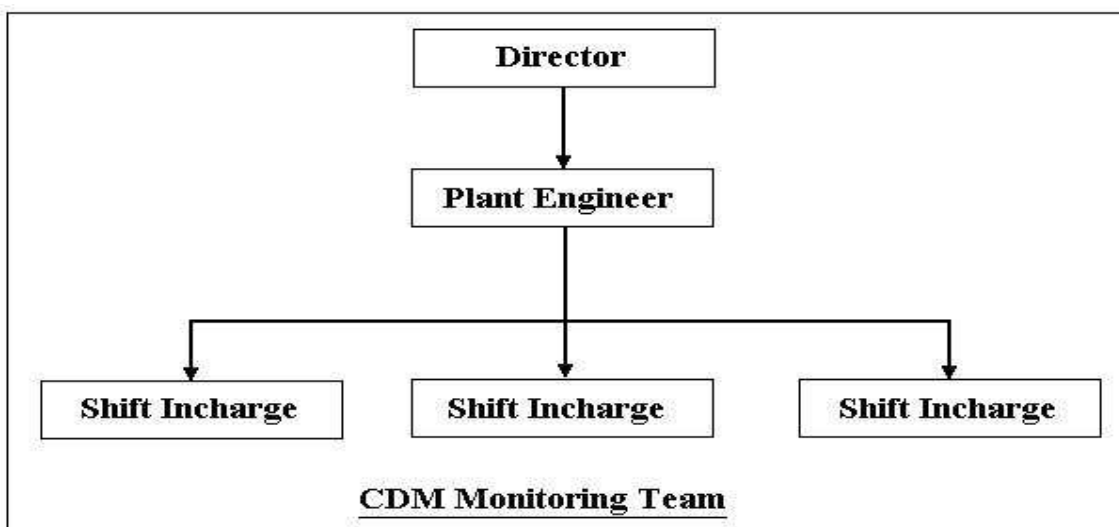 Director
Plant Engineer
Shift Incharge
Shift Incharge
Shift Incharge
CDM Monitoring Team